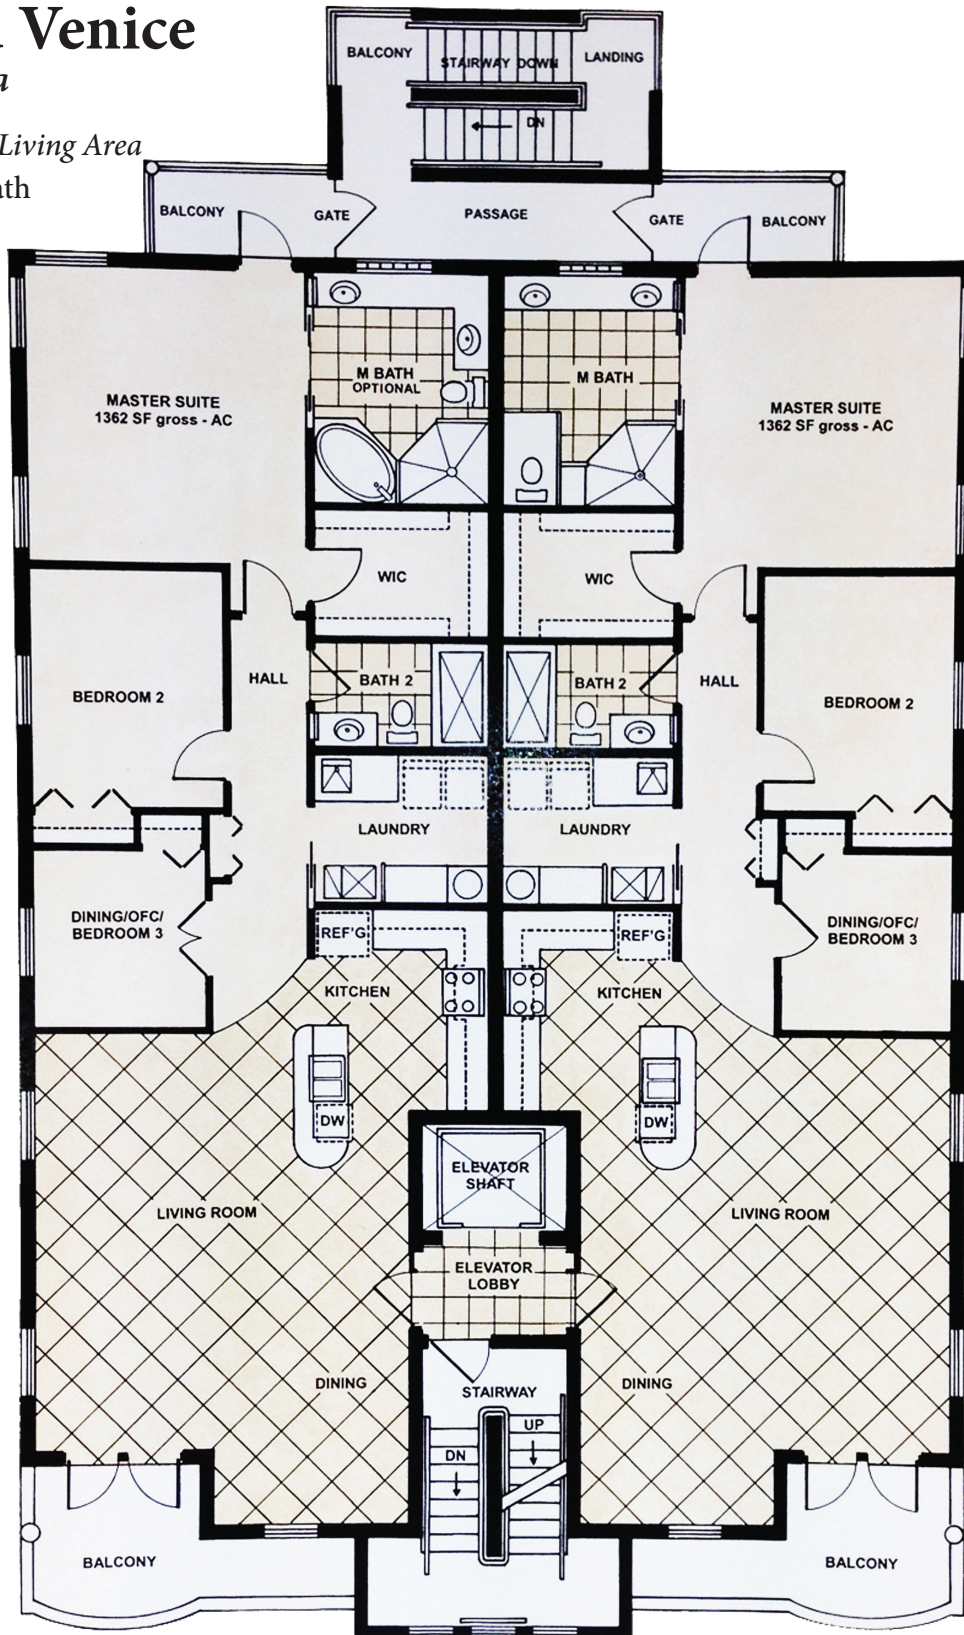 Venice
a
Living Area
BALCONY
STAIRWAY DOWN
LANDING
DN
BALCONY
GATE
PASSAGE
GATE
BALCONY
M BATH
OPTIONAL
M BATH
MASTER SUITE
1362 SF gross - AC
MASTER SUITE
1362 SF gross - AC
WIC
WIC
HALL
BATH 2
BATH 2
HALL
BEDROOM 2
BEDROOM 2
LAUNDRY
LAUNDRY
DINING/OFC/
BEDROOM 3
REF'G
REF'G
DINING/OFC/
BEDROOM 3
KITCHEN
KITCHEN
DW
DW
ELEVATOR
SHAFT
LIVING ROOM
LIVING ROOM
ELEVATOR
LOBBY
DINING
STAIRWAY
DINING
UP
DN
BALCONY
BALCONY